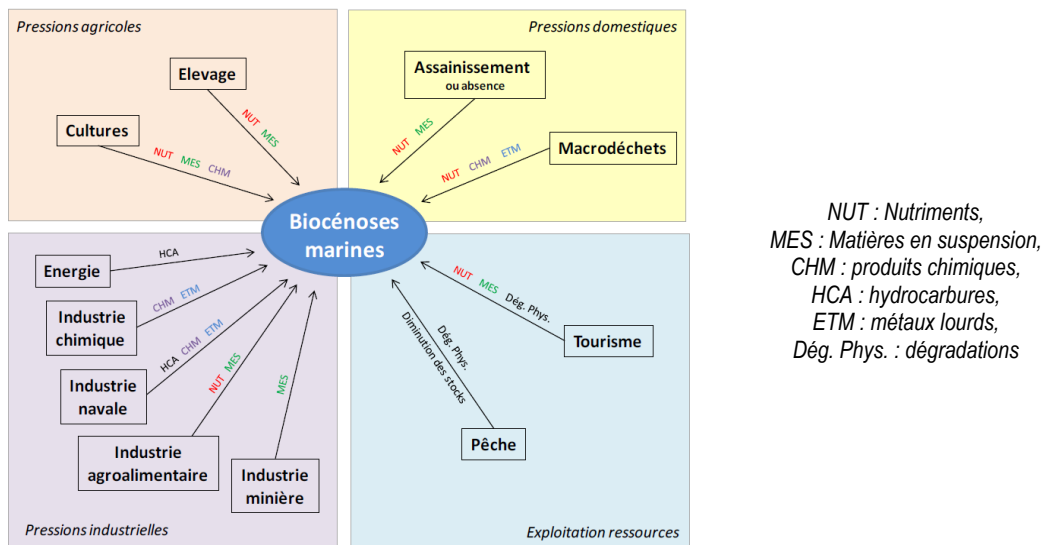 Pressions agricoles
Elevage
NUT MES
Cultures
NUT MES CHM
Pressions domestiques
Assainissement
ou absence
NUT MES
Macrodéchets
NUT CHM ETM
Biocénoses
marines
Energie
HCA
Industrie
chimique
CHM ETM
Industrie
navale
HCA CHM ETM
Industrie
agroalimentaire
NUT MES
Industrie
minière
MES
Pressions industrielles
NUT MES Dég. Phys.
Tourisme
Dég. Phys.
Diminution des stocks
Pêche
Exploitation ressources
NUT : Nutriments,
MES : Matières en suspension,
CHM : produits chimiques,
HCA : hydrocarbures,
ETM : métaux lourds,
Dég. Phys. : dégradations